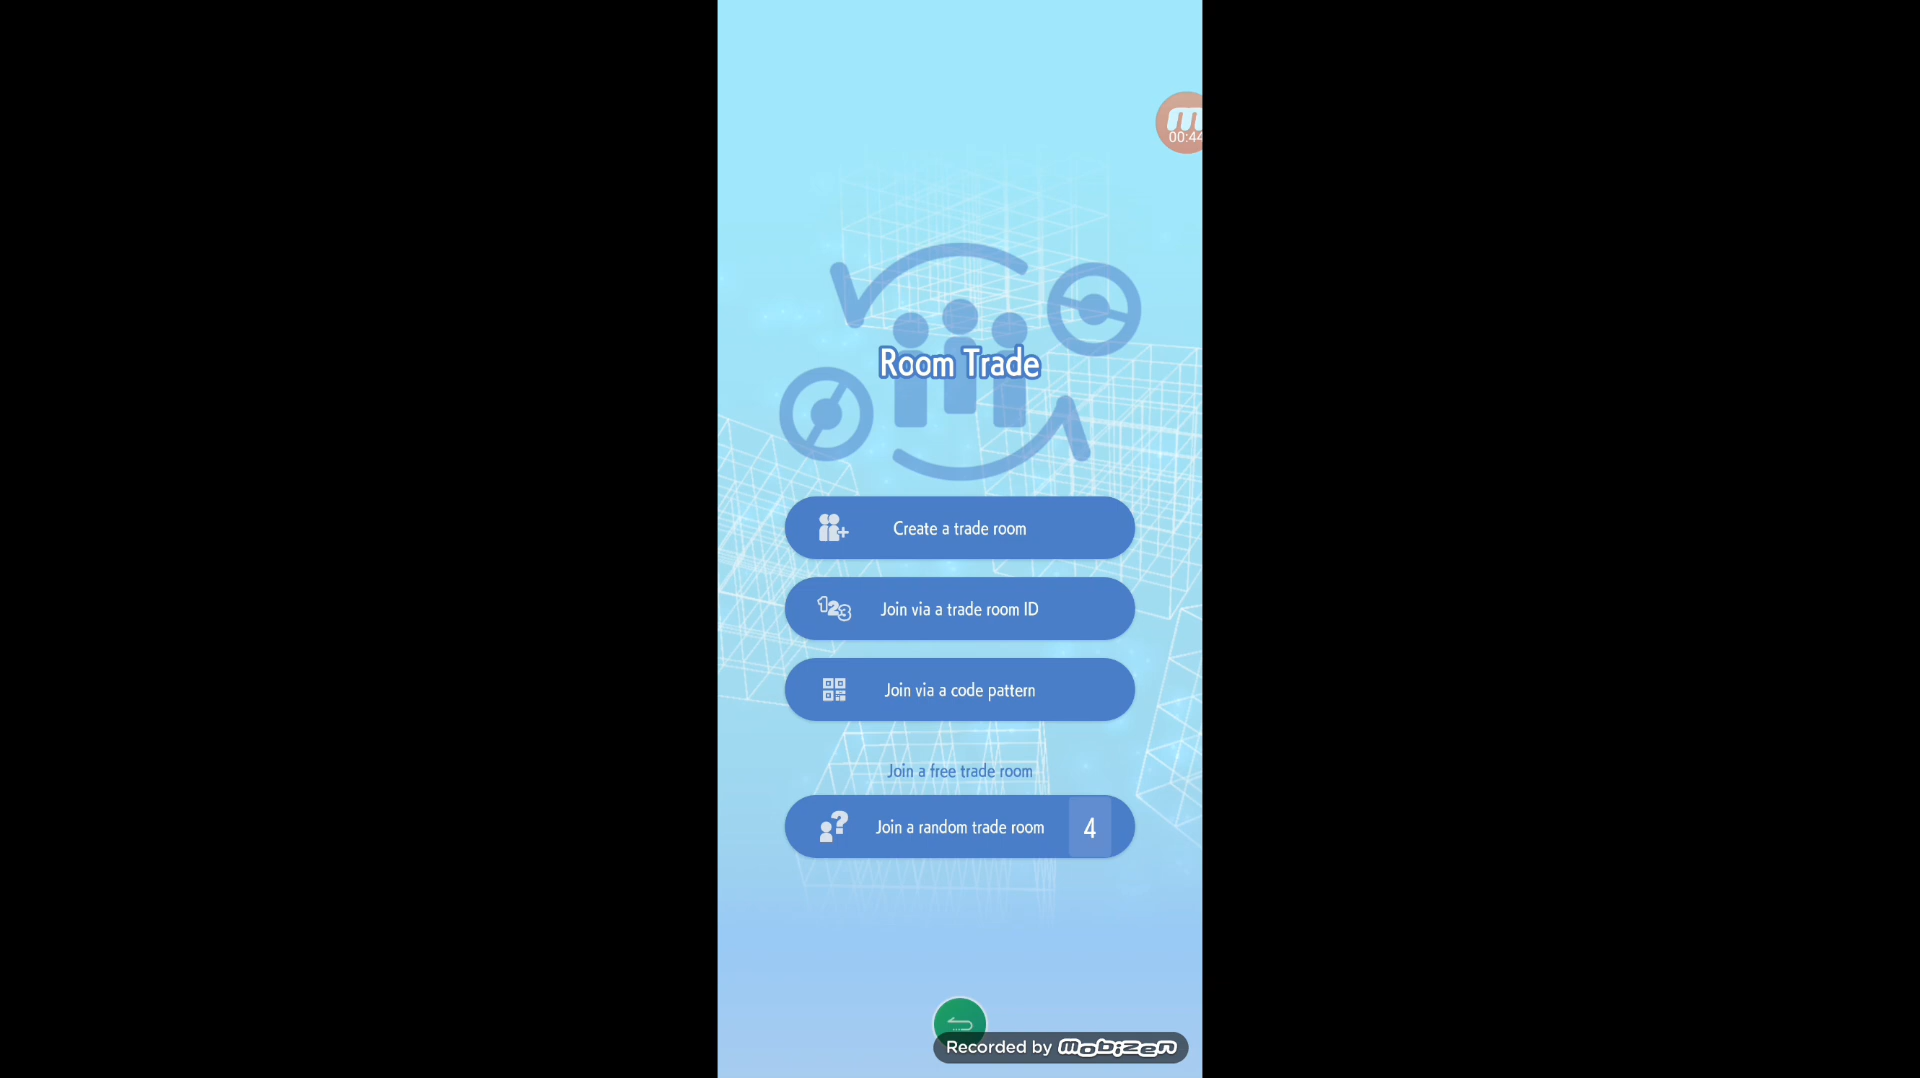 00:44
Room Trade
Create a trade room
123 Join via a trade room ID
Join via a code pattern
Join a free trade room
? Join a random trade room 4
Recorded by mobizen